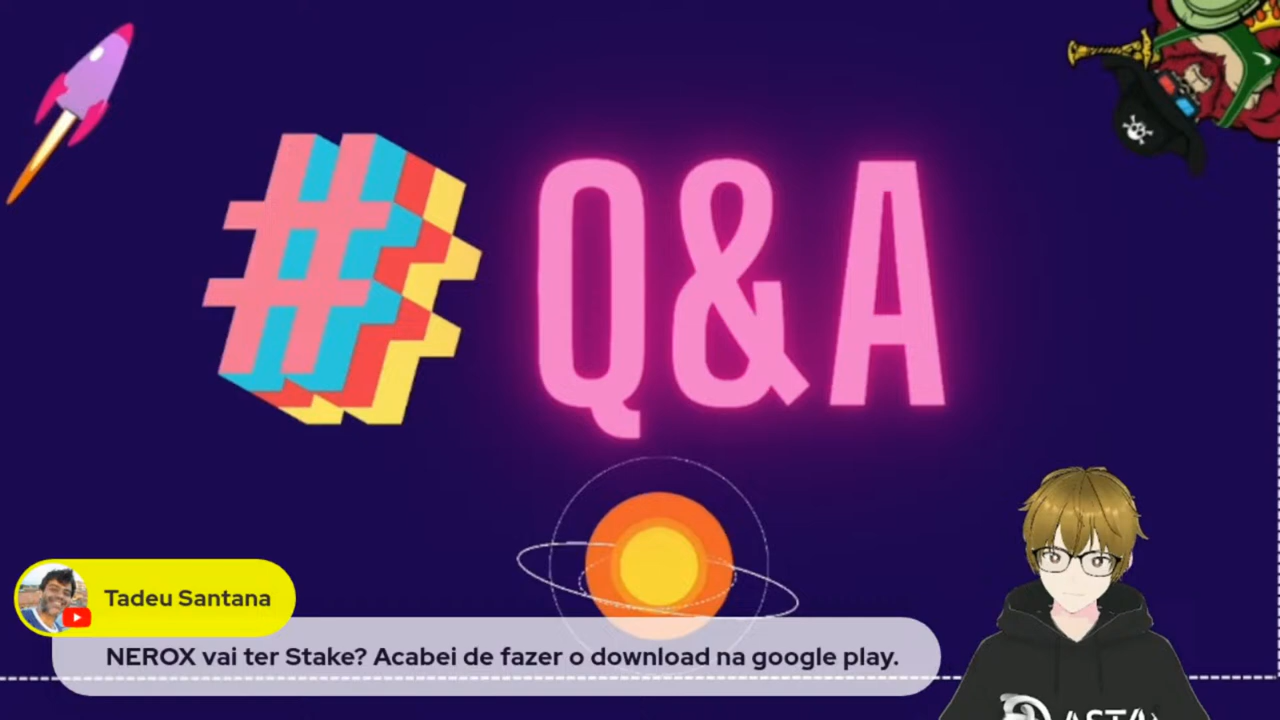 # Q&A
Tadeu Santana
NEROX vai ter Stake? Acabei de fazer o download na google play.